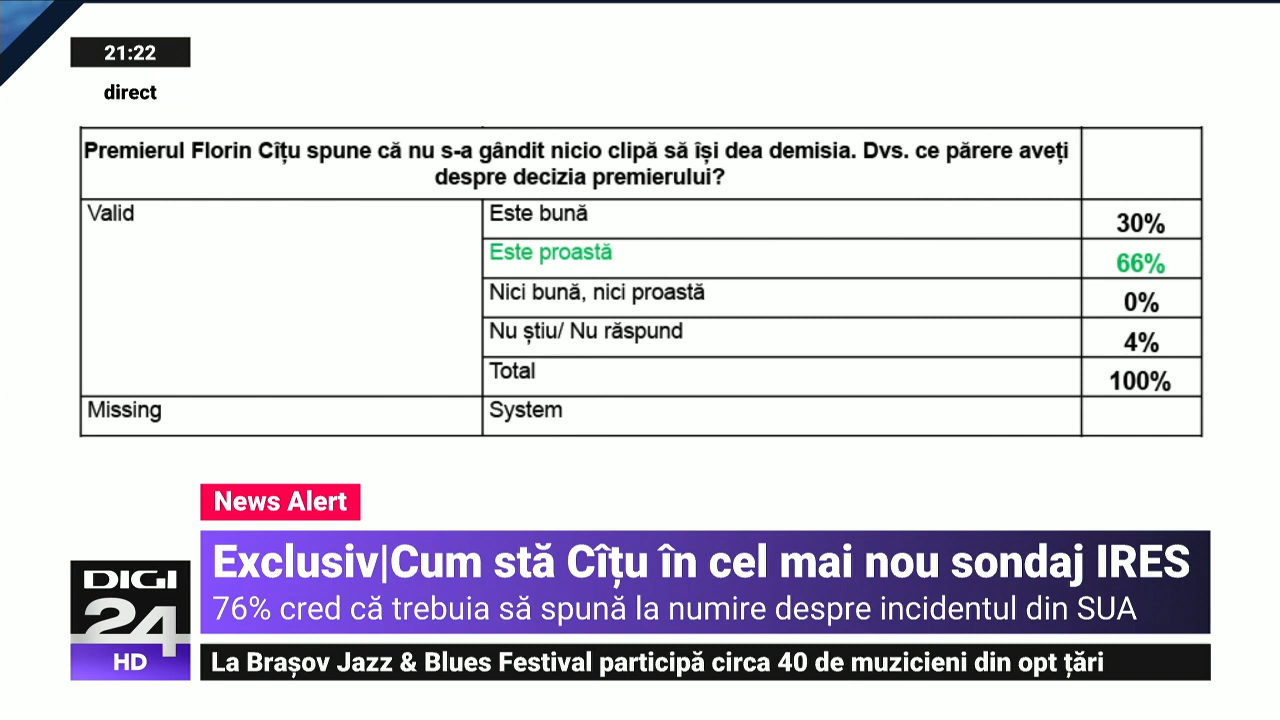 21:22
direct
Premierul Florin Cîțu spune că nu s-a gândit nicio clipă să își dea demisia. Dvs. ce părere aveți
despre decizia premierului?
Valid
Este bună
30%
Este proastă
66%
Nici bună, nici proastă
0%
Nu știu/ Nu răspund
4%
Total
100%
Missing
System
News Alert
Exclusiv|Cum stă Cîțu în cel mai nou sondaj IRES
76% cred că trebuia să spună la numire despre incidentul din SUA
DIGI
24
HD
La Brașov Jazz & Blues Festival participă circa 40 de muzicieni din opt țări